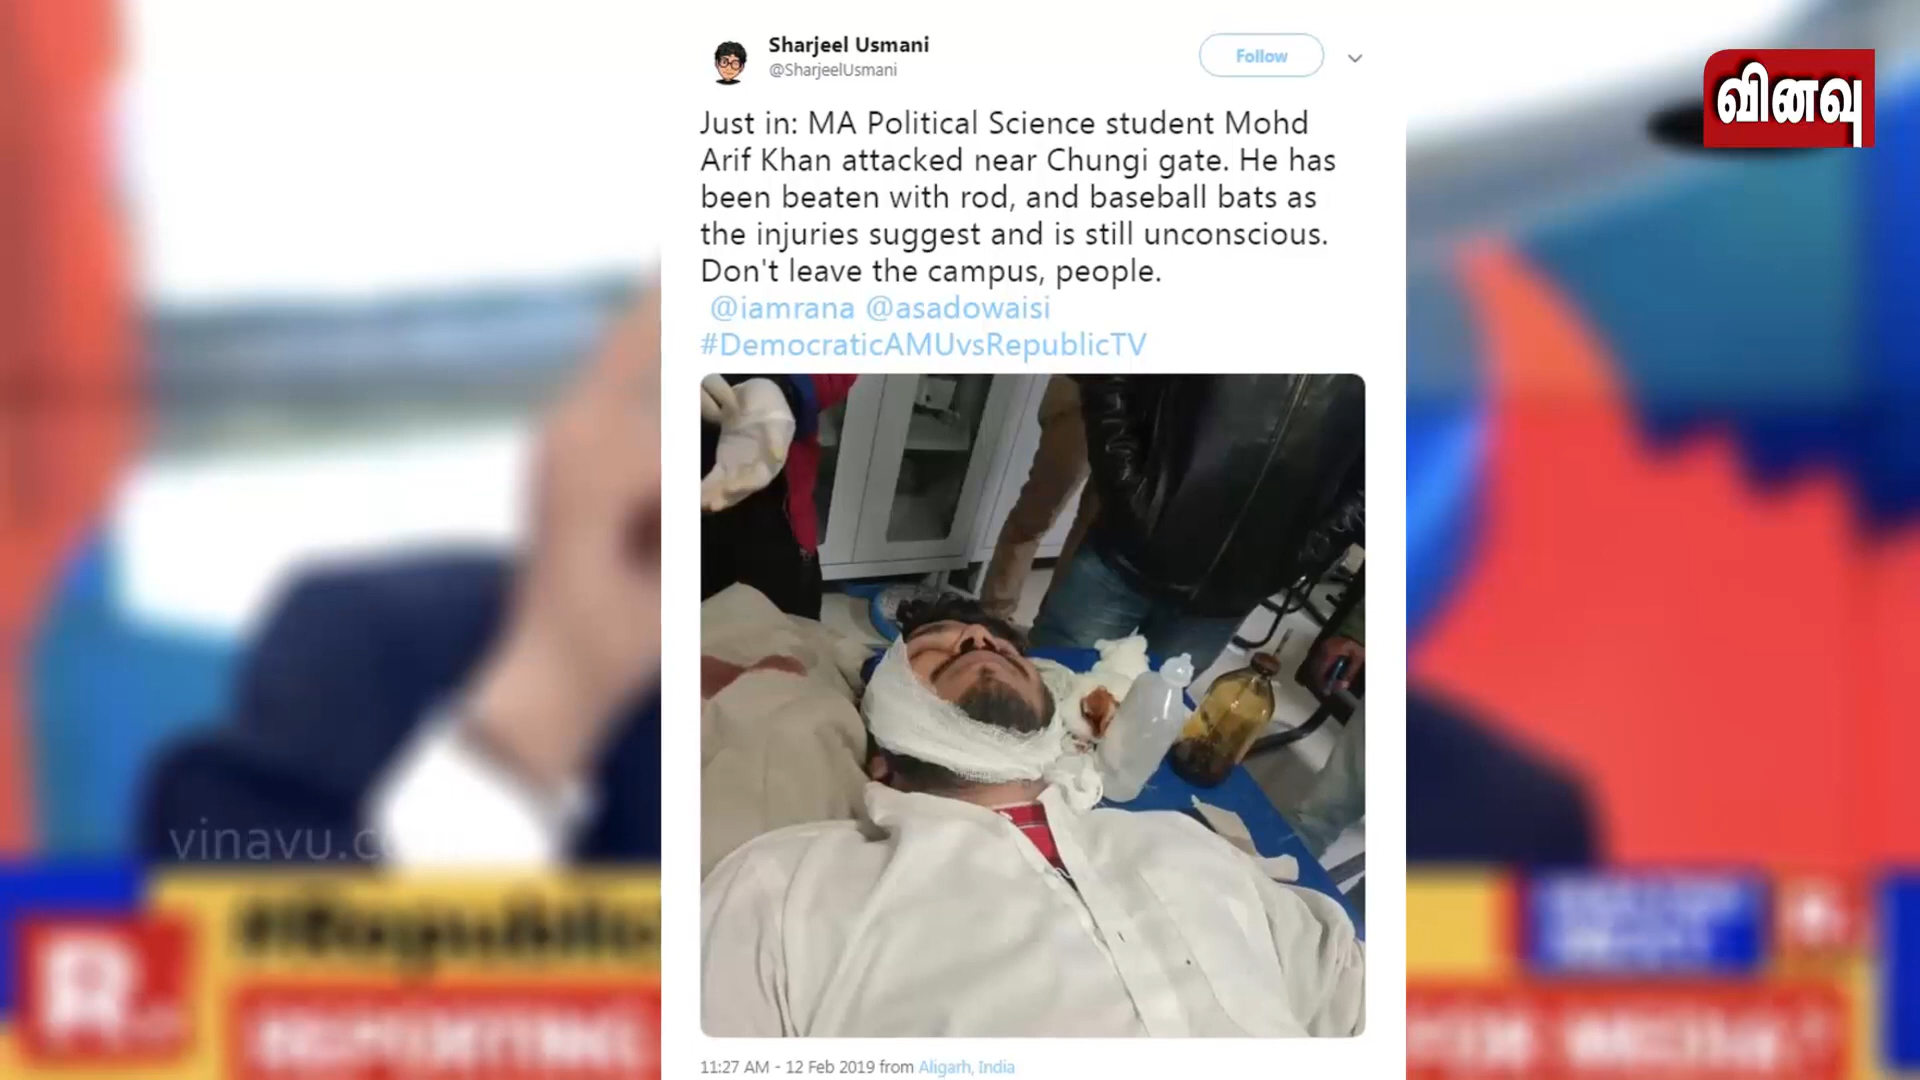 Sharjeel Usmani
@SharjeelUsmani
Follow
வினவு
Just in: MA Political Science student Mohd
Arif Khan attacked near Chungi gate. He has
been beaten with rod, and baseball bats as
the injuries suggest and is still unconscious.
Don't leave the campus, people.
@iamrana @asadowaisi
#DemocraticAMUvsRepublicTV
vinavu.c
#Republic
R.
REPORTING
11:27 AM - 12 Feb 2019 from Aligarh, India